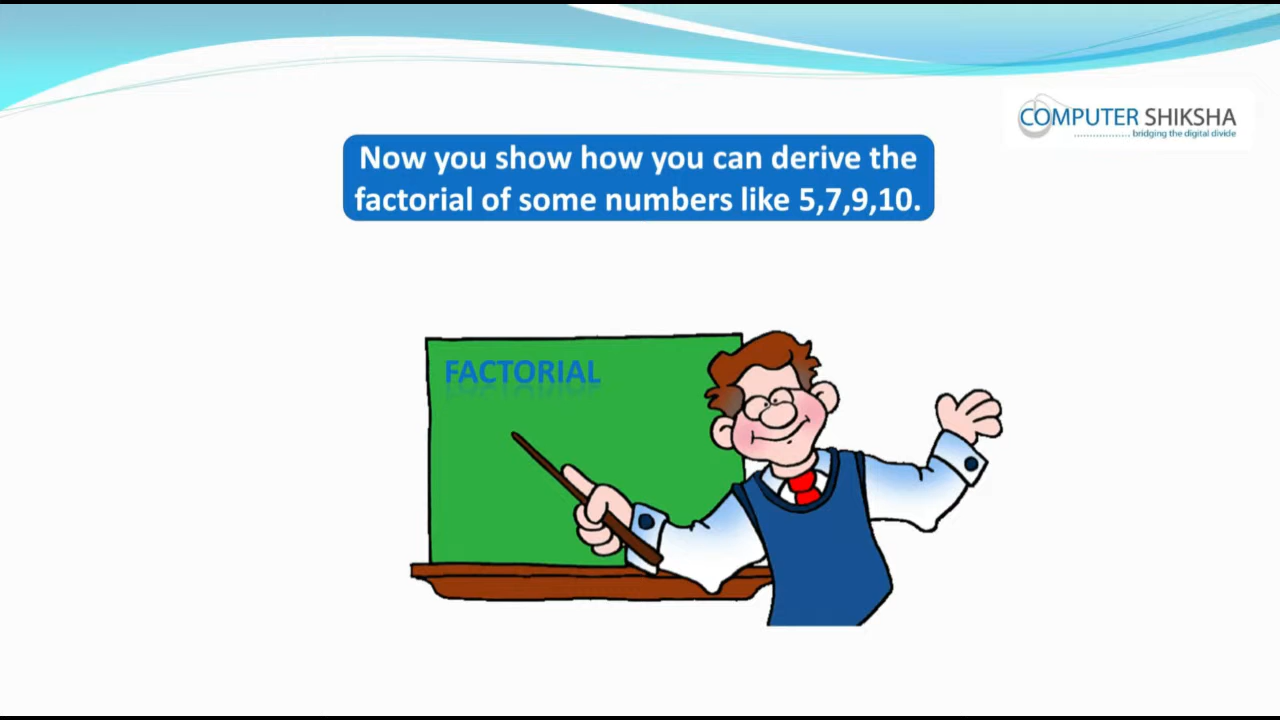 COMPUTER SHIKSHA
bridging the digital divide
Now you show how you can derive the
factorial of some numbers like 5,7,9,10.
FACTORIAL